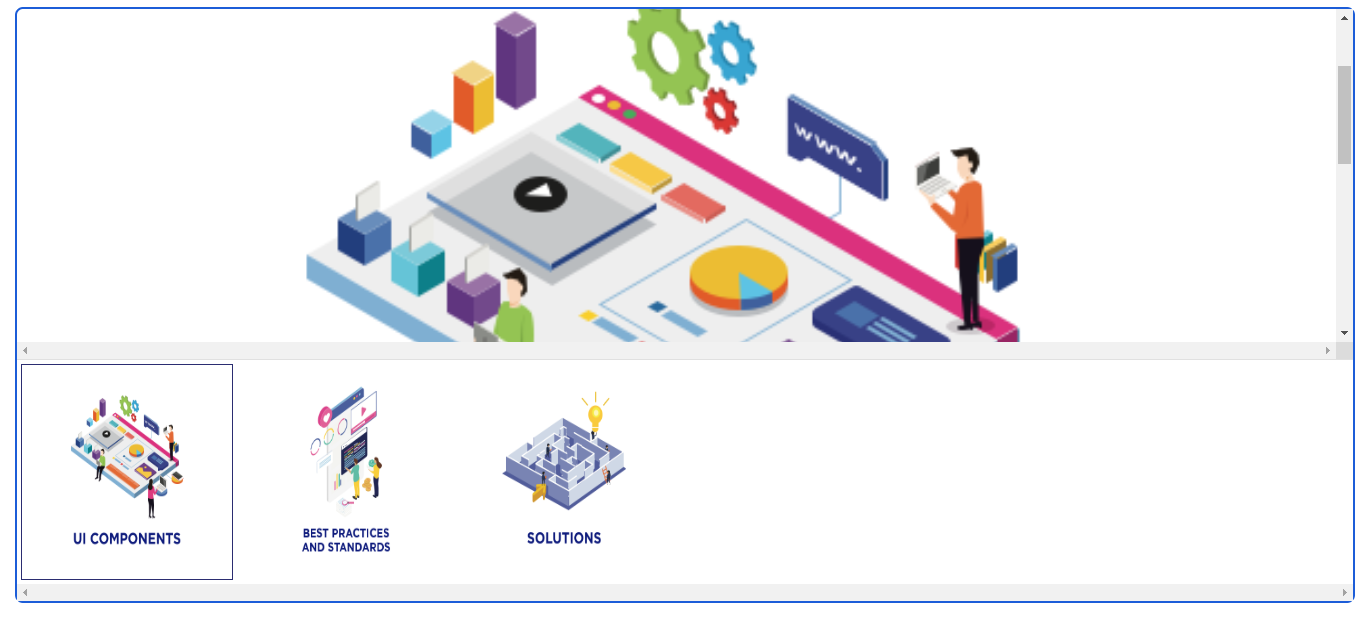 www.
UI COMPONENTS
BEST PRACTICES
AND STANDARDS
SOLUTIONS